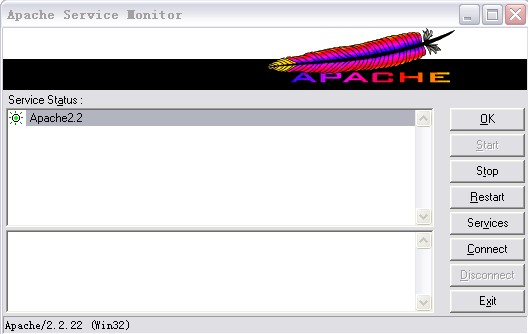 Apache Service Monitor
APACHE
Service Status :
Apache2.2
OK
Start
Stop
Restart
Services
Connect
Disconnect
Exit
Apache/2.2.22 (Win32)